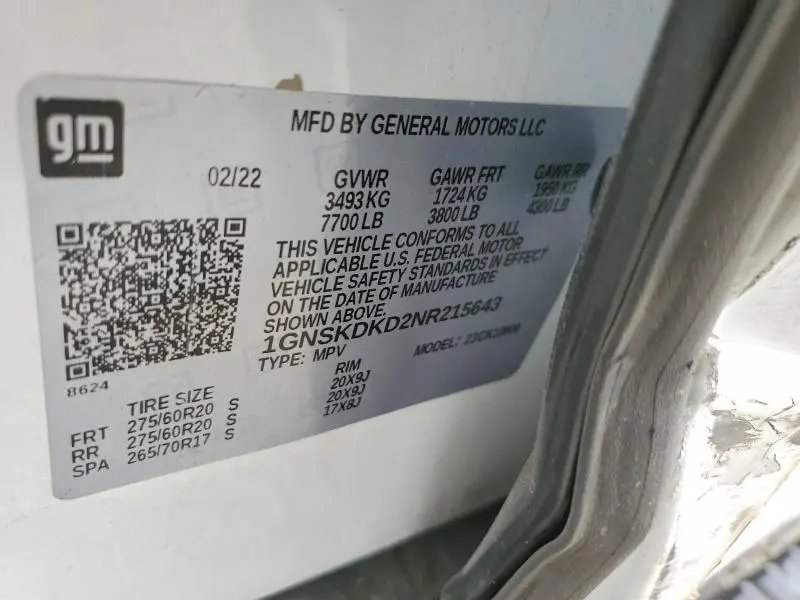 gm
MFD BY GENERAL MOTORS LLC
02/22 GVWR GAWR FRT GAWR RR
3493 KG 1724 KG 1950 KG
7700 LB 3800 LB 4300 LB
THIS VEHICLE CONFORMS TO ALL
APPLICABLE U.S. FEDERAL MOTOR
VEHICLE SAFETY STANDARDS IN EFFECT
ON THE DATE OF MANUFACTURE
SHOWN ABOVE.
1GNSKDKD2NR215643
TYPE: MPV MODEL:
8624
TIRE SIZE RIM
FRT 275/60R20 S 20X9J
RR 275/60R20 S 20X9J
SPA 265/70R17 S 17X8J